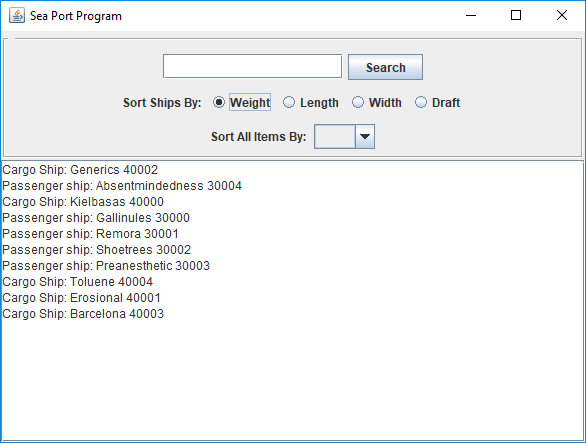 Sea Port Program
Search
Sort Ships By: Weight Length Width Draft
Sort All Items By:
Cargo Ship: Generics 40002
Passenger ship: Absentmindedness 30004
Cargo Ship: Kielbasas 40000
Passenger ship: Gallinules 30000
Passenger ship: Remora 30001
Passenger ship: Shoetrees 30002
Passenger ship: Preanesthetic 30003
Cargo Ship: Toluene 40004
Cargo Ship: Erosional 40001
Cargo Ship: Barcelona 40003